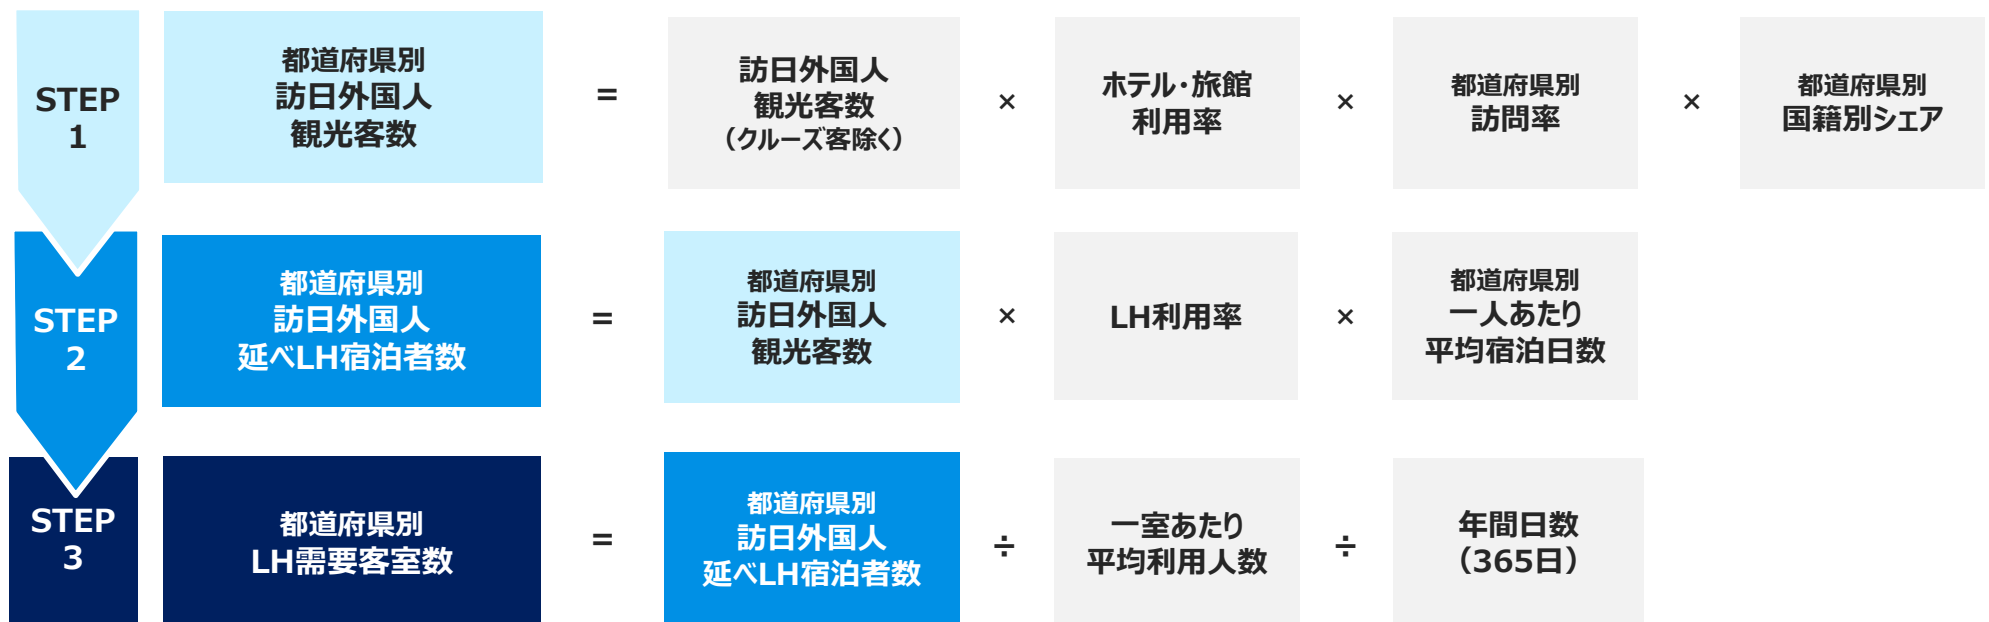 STEP
1
都道府県別
訪日外国人
観光客数
=
訪日外国人
観光客数
（クルーズ客除く）
×
ホテル・旅館
利用率
×
都道府県別
訪問率
×
都道府県別
国籍別シェア
STEP
2
都道府県別
訪日外国人
延べLH宿泊者数
=
都道府県別
訪日外国人
観光客数
×
LH利用率
×
都道府県別
一人あたり
平均宿泊日数
STEP
3
都道府県別
LH需要客室数
=
都道府県別
訪日外国人
延べLH宿泊者数
÷
一室あたり
平均利用人数
÷
年間日数
（365日）